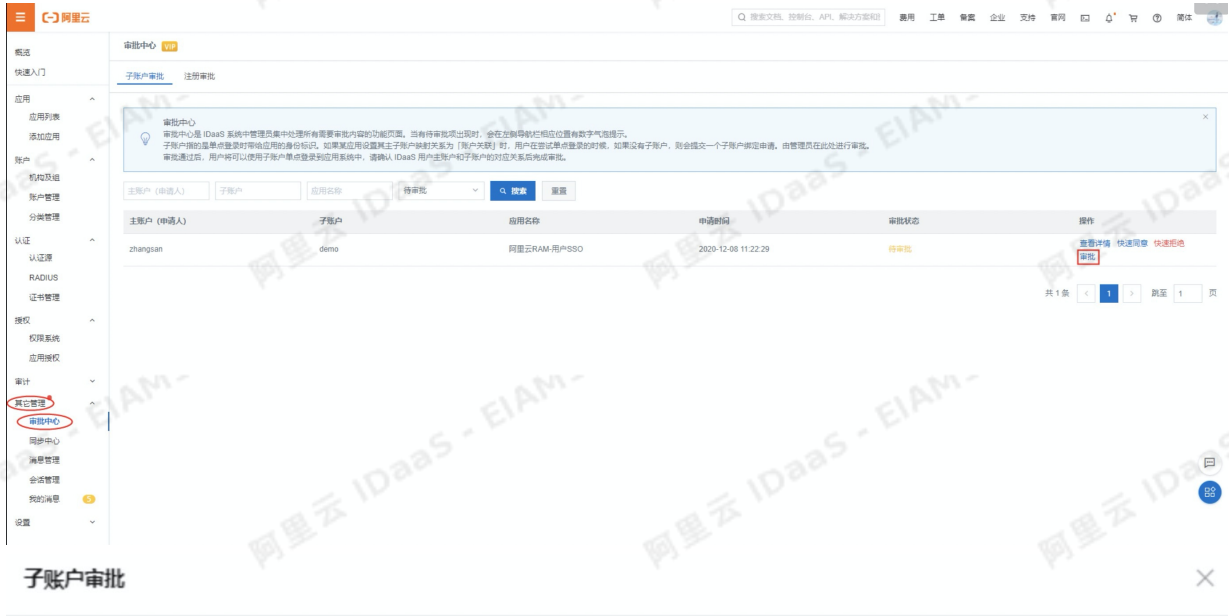 阿里云
搜索文档、控制台、API、解决方案和
费用 工单 备案 企业 支持 官网 简体
概览
快速入门
应用
应用列表
添加应用
账户
机构及组
账户管理
分类管理
认证
认证源
RADIUS
证书管理
授权
权限系统
应用授权
审计
其它管理
审批中心
同步中心
消息管理
会话管理
我的消息 5
设置
审批中心 VIP
子账户审批 注册审批
审批中心
审批中心是 IDaaS 系统中管理员集中处理所有需要审批内容的功能页面。当有待审批项出现时，会在左侧导航栏相应位置有数字气泡提示。
子账户指的是单点登录时带给应用的身份标识。如果某应用设置其主子账户映射关系为「账户关联」时，用户在尝试单点登录的时候，如果没有子账户，则会提交一个子账户绑定申请。由管理员在此处进行审批。
审批通过后，用户将可以使用子账户单点登录到应用系统中，请确认 IDaaS 用户主账户和子账户的对应关系后完成审批。
主账户（申请人） 子账户 应用名称 待审批 搜索 重置
主账户（申请人） 子账户 应用名称 申请时间 审批状态 操作
zhangsan demo 阿里云RAM-用户SSO 2020-12-08 11:22:29 待审批 查看详情 快速同意 快速拒绝
审批
共 1 条 < 1 > 跳至 1 页
阿里云 IDaaS - EIAM -
子账户审批